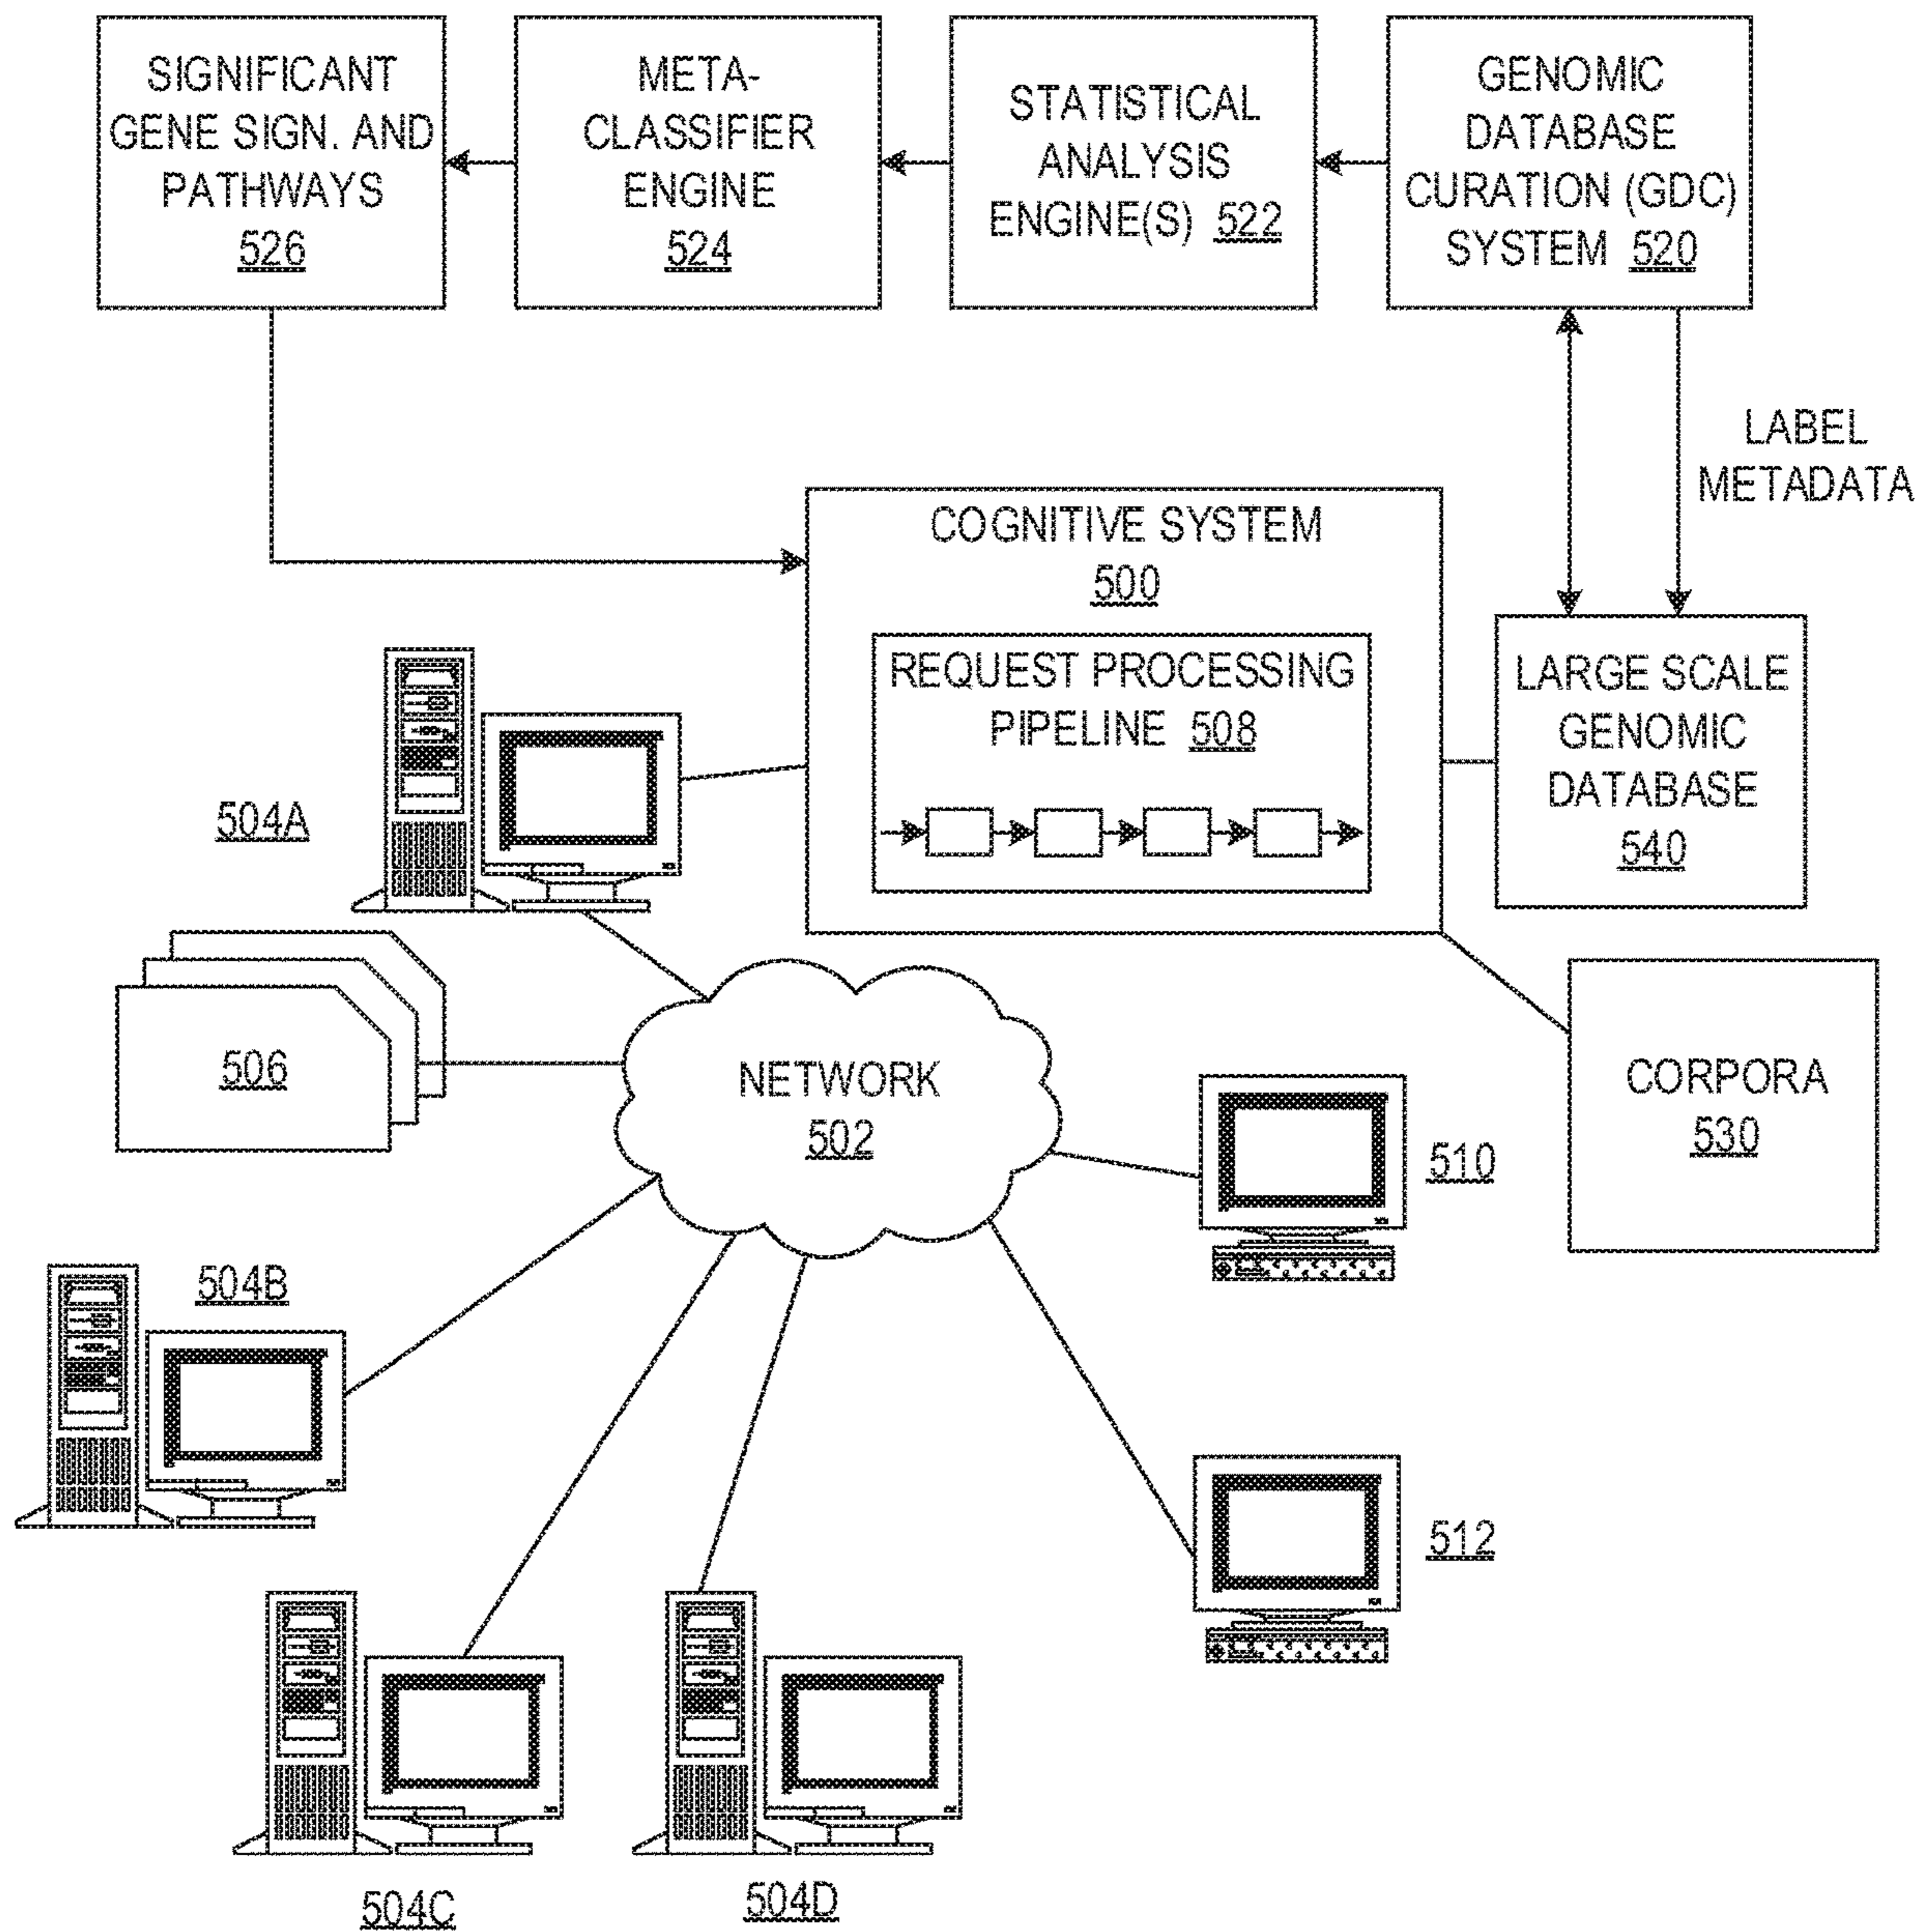 SIGNIFICANT
GENE SIGN. AND
PATHWAYS
526
META-
CLASSIFIER
ENGINE
524
STATISTICAL
ANALYSIS
ENGINE(S) 522
GENOMIC
DATABASE
CURATION (GDC)
SYSTEM 520
LABEL
METADATA
COGNITIVE SYSTEM
500
REQUEST PROCESSING
PIPELINE 508
LARGE SCALE
GENOMIC
DATABASE
540
504A
506
NETWORK
502
CORPORA
530
510
504B
512
504C
504D